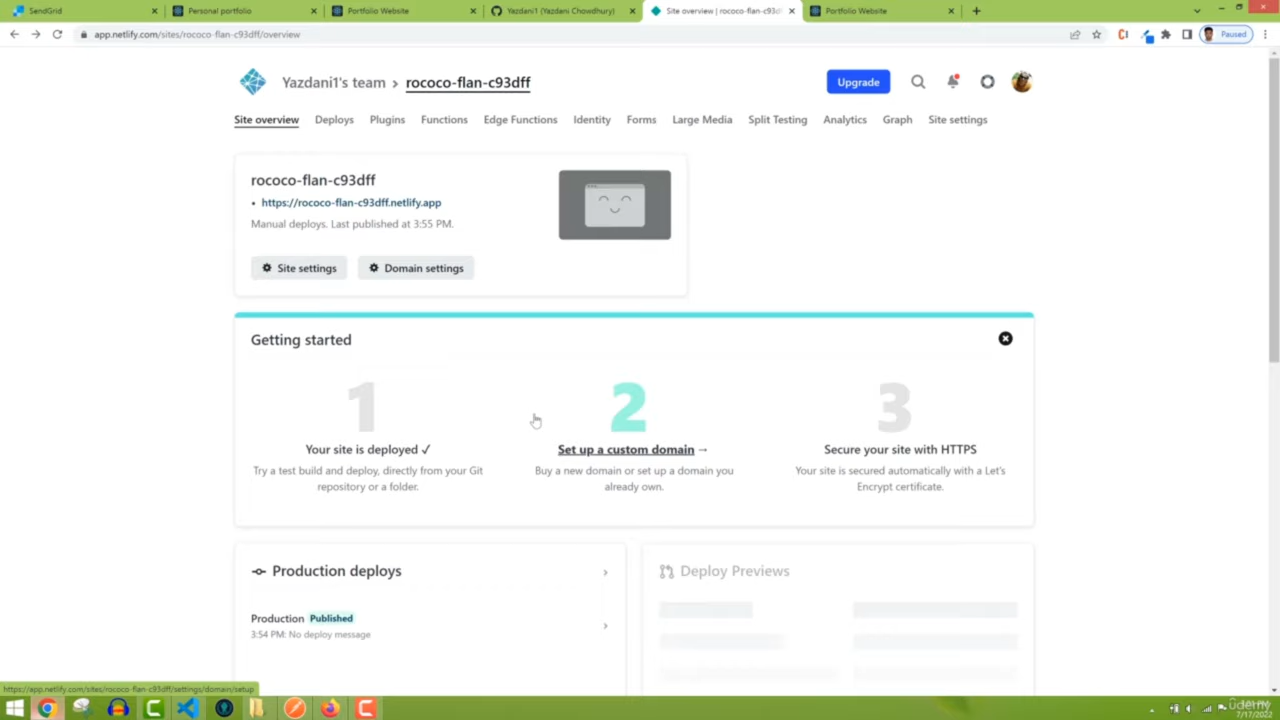 SendGrid
Personal portfolio
Portfolio Website
Yazdani1 (Yazdani Chowdhury)
Site overview | rococo-flan-c93dff
Portfolio Website
app.netlify.com/sites/rococo-flan-c93dff/overview
Paused
Yazdani1's team > rococo-flan-c93dff
Upgrade
Site overview Deploys Plugins Functions Edge Functions Identity Forms Large Media Split Testing Analytics Graph Site settings
rococo-flan-c93dff
• https://rococo-flan-c93dff.netlify.app
Manual deploys. Last published at 3:55 PM.
Site settings
Domain settings
Getting started
1
Your site is deployed ✓
Try a test build and deploy, directly from your Git
repository or a folder.
2
Set up a custom domain →
Buy a new domain or set up a domain you
already own.
3
Secure your site with HTTPS
Your site is secured automatically with a Let's
Encrypt certificate.
Production deploys
Production Published
3:54 PM: No deploy message
Deploy Previews
https://app.netlify.com/sites/rococo-flan-c93dff/settings/domain/setup
udemy
7/17/2022